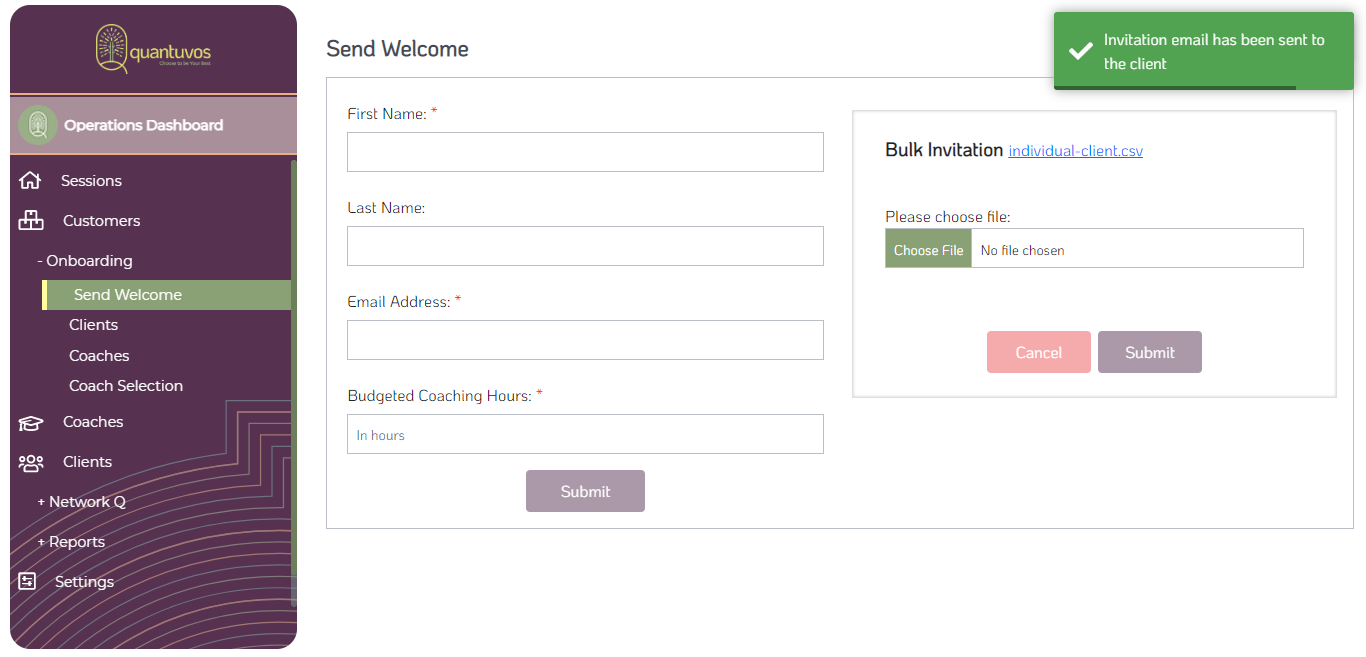 quantuvos
Choose to be Your Best
Operations Dashboard
Sessions
Customers
- Onboarding
Send Welcome
Clients
Coaches
Coach Selection
Coaches
Clients
+ Network Q
+ Reports
Settings
Send Welcome
First Name: *
Last Name:
Email Address: *
Budgeted Coaching Hours: *
In hours
Submit
Invitation email has been sent to
the client
Bulk Invitation individual-client.csv
Please choose file:
Choose File No file chosen
Cancel Submit